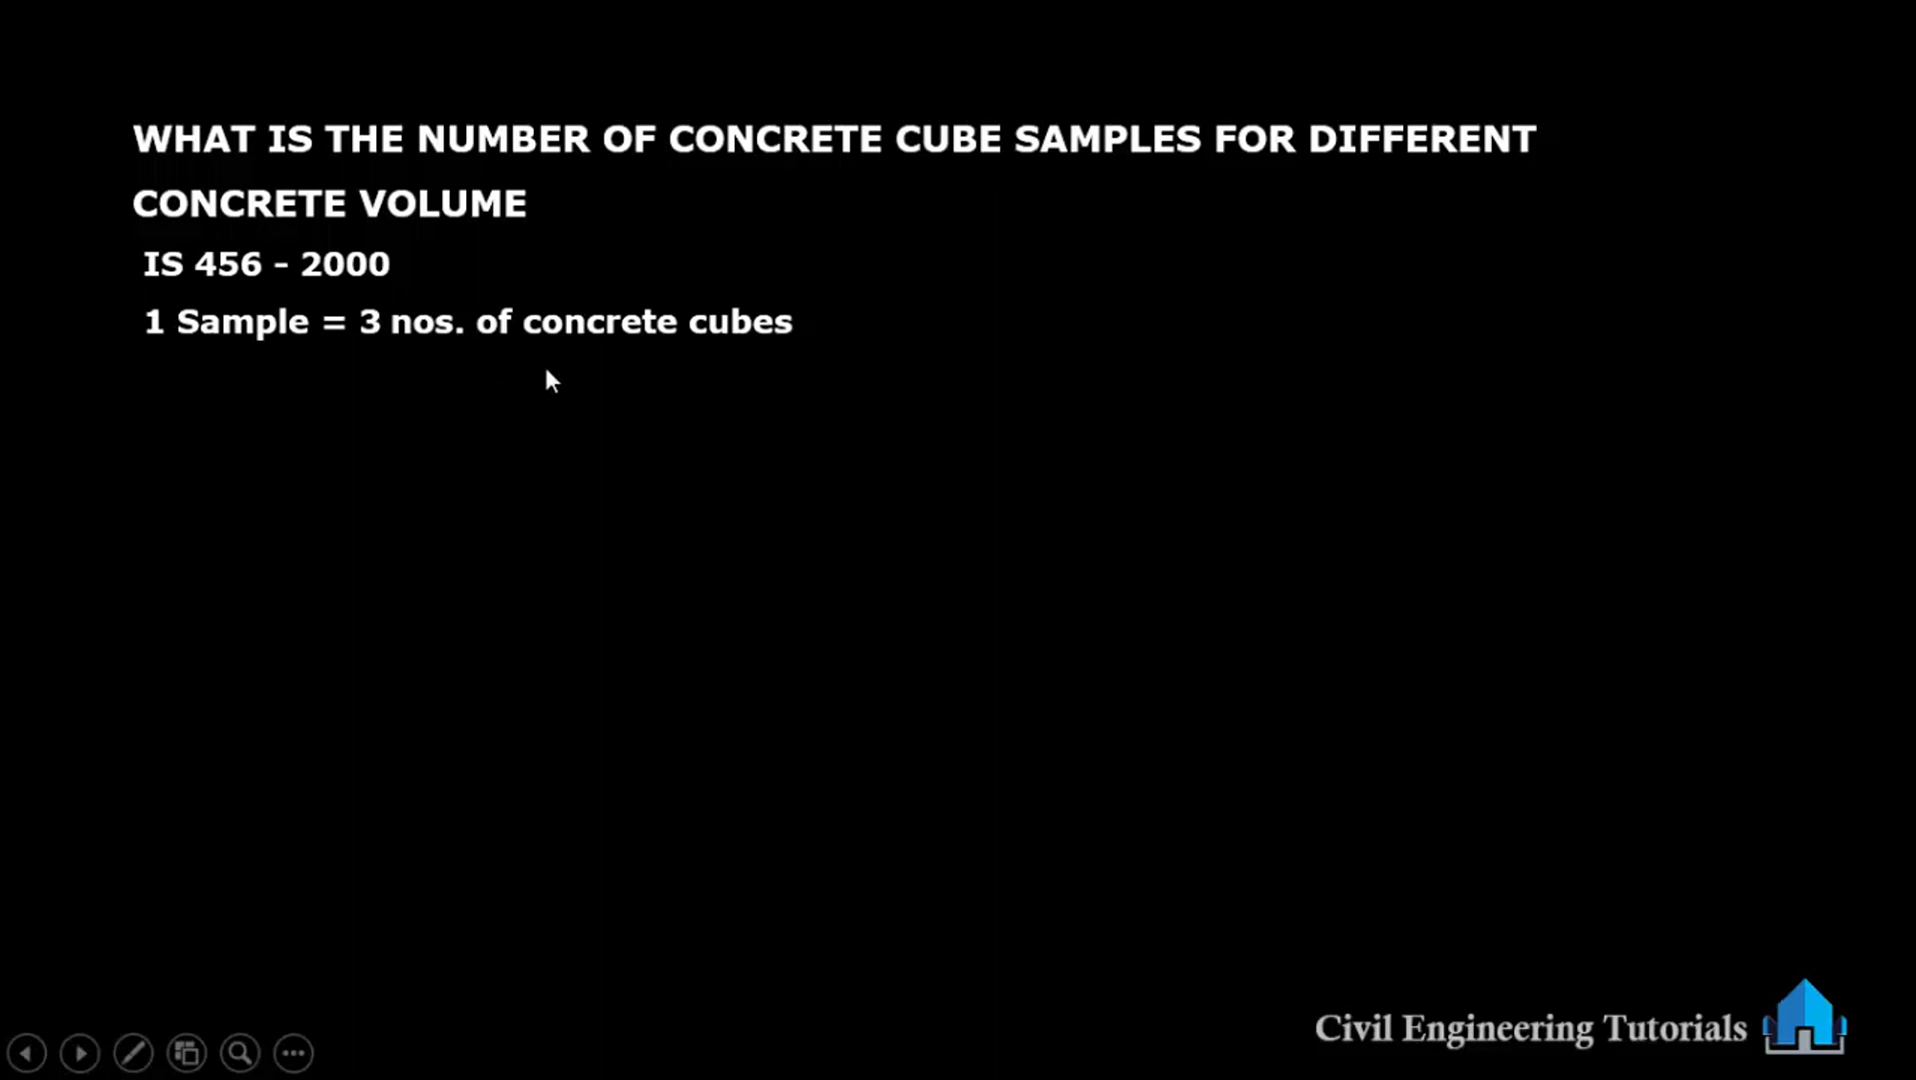 WHAT IS THE NUMBER OF CONCRETE CUBE SAMPLES FOR DIFFERENT
CONCRETE VOLUME
IS 456 - 2000
1 Sample = 3 nos. of concrete cubes
Civil Engineering Tutorials